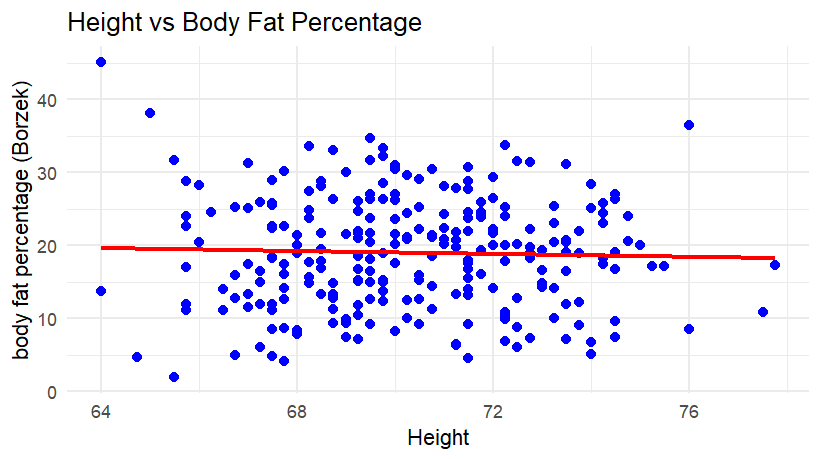 Height vs Body Fat Percentage
body fat percentage (Borzek)
40
30
20
10
0
64 68 72 76
Height